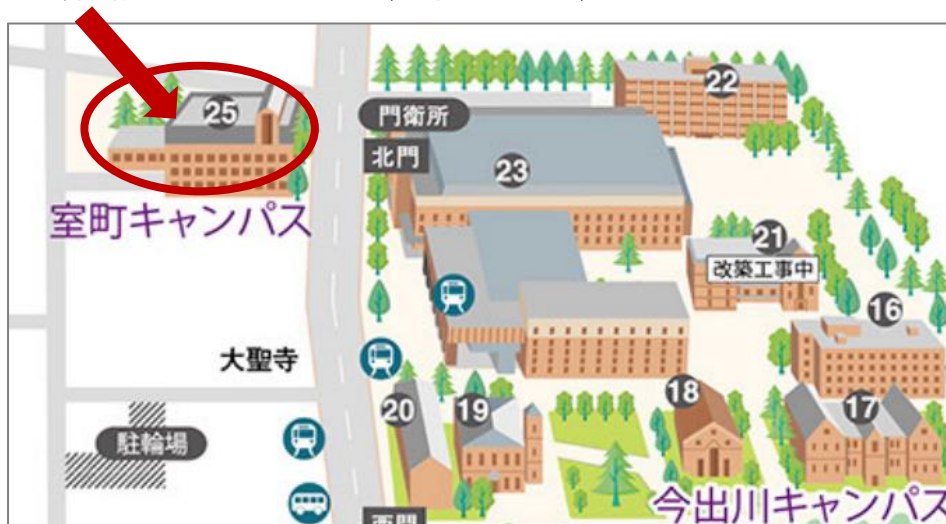 22
25
門衛所
北門
23
室町キャンパス
21
改築工事中
16
大聖寺
20
19
18
17
駐輪場
今出川キャンパス
西門